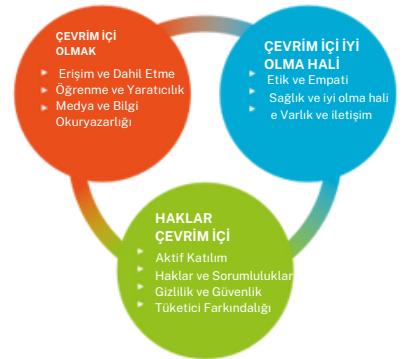 ÇEVRİM İÇİ
OLMAK
Erişim ve Dahil Etme
Öğrenme ve Yaratıcılık
Medya ve Bilgi
Okuryazarlığı
ÇEVRİM İÇİ İYİ
OLMA HALİ
Etik ve Empati
Sağlık ve iyi olma hali
e Varlık ve iletişim
HAKLAR
ÇEVRİM İÇİ
Aktif Katılım
Haklar ve Sorumluluklar
Gizlilik ve Güvenlik
Tüketici Farkındalığı